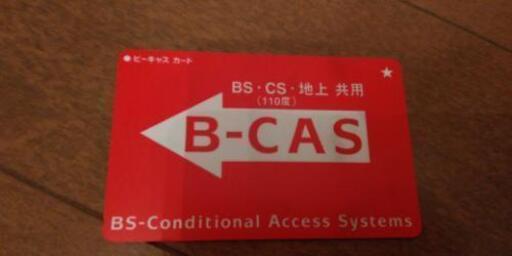 ● ビーキャス カード
★
BS・CS・地上 共用
(110度)
B-CAS
BS-Conditional Access Systems